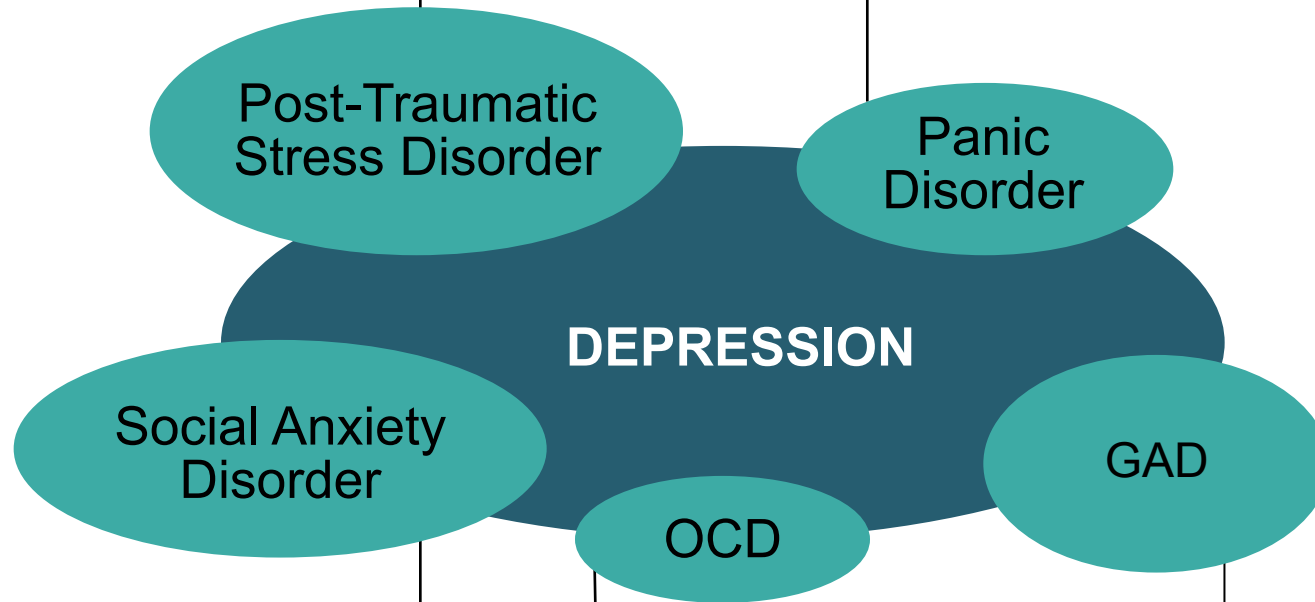 Post-Traumatic
Stress Disorder
Panic
Disorder
DEPRESSION
Social Anxiety
Disorder
GAD
OCD